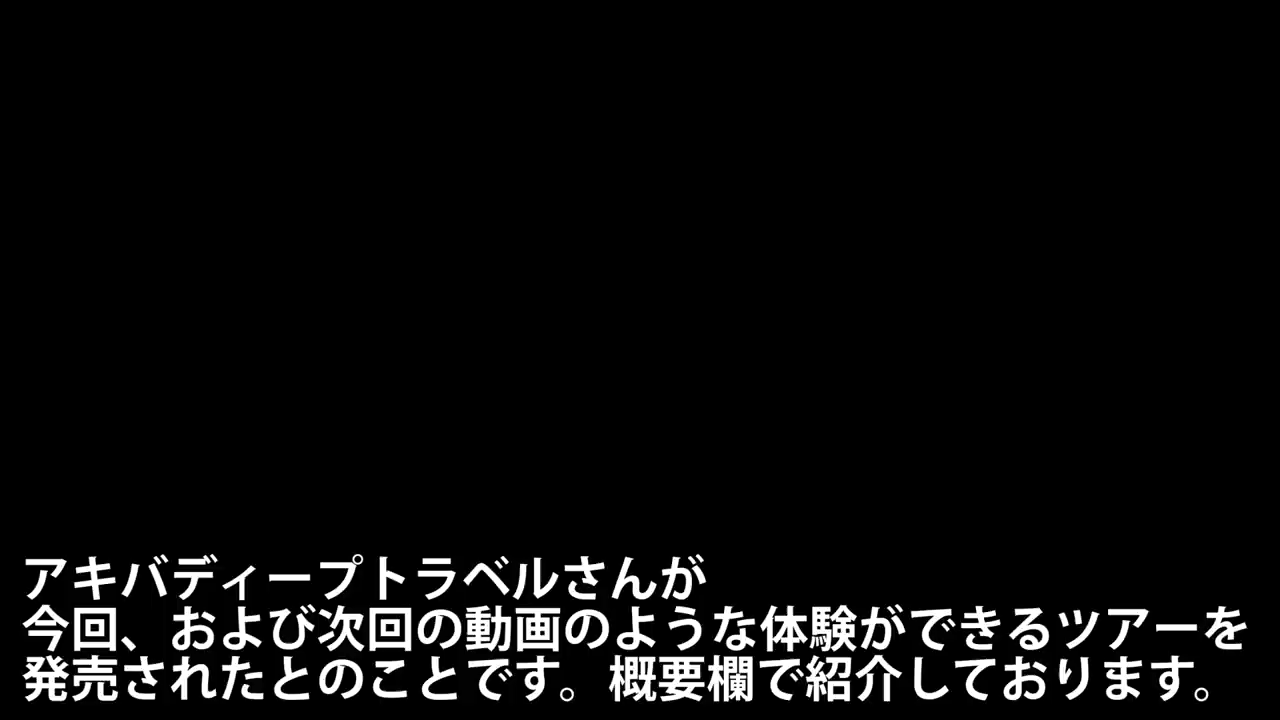 アキバディープトラベルさんが
今回、および次回の動画のような体験ができるツアーを
発売されたとのことです。概要欄で紹介しております。